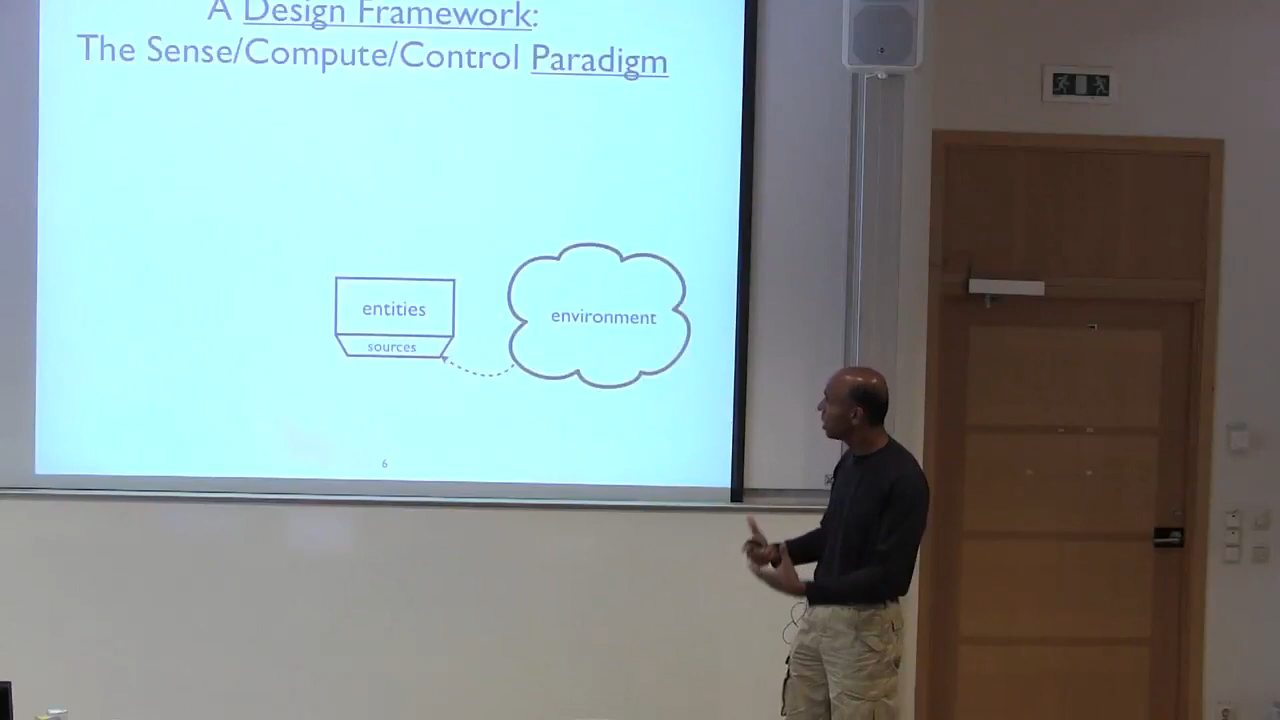 A Design Framework:
The Sense/Compute/Control Paradigm
entities
sources
environment
6